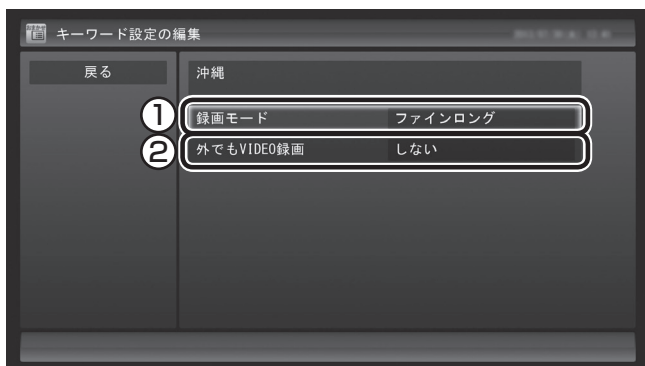 キーワード設定の編集
戻る
沖縄
① 録画モード ファインロング
② 外でもVIDEO録画 しない